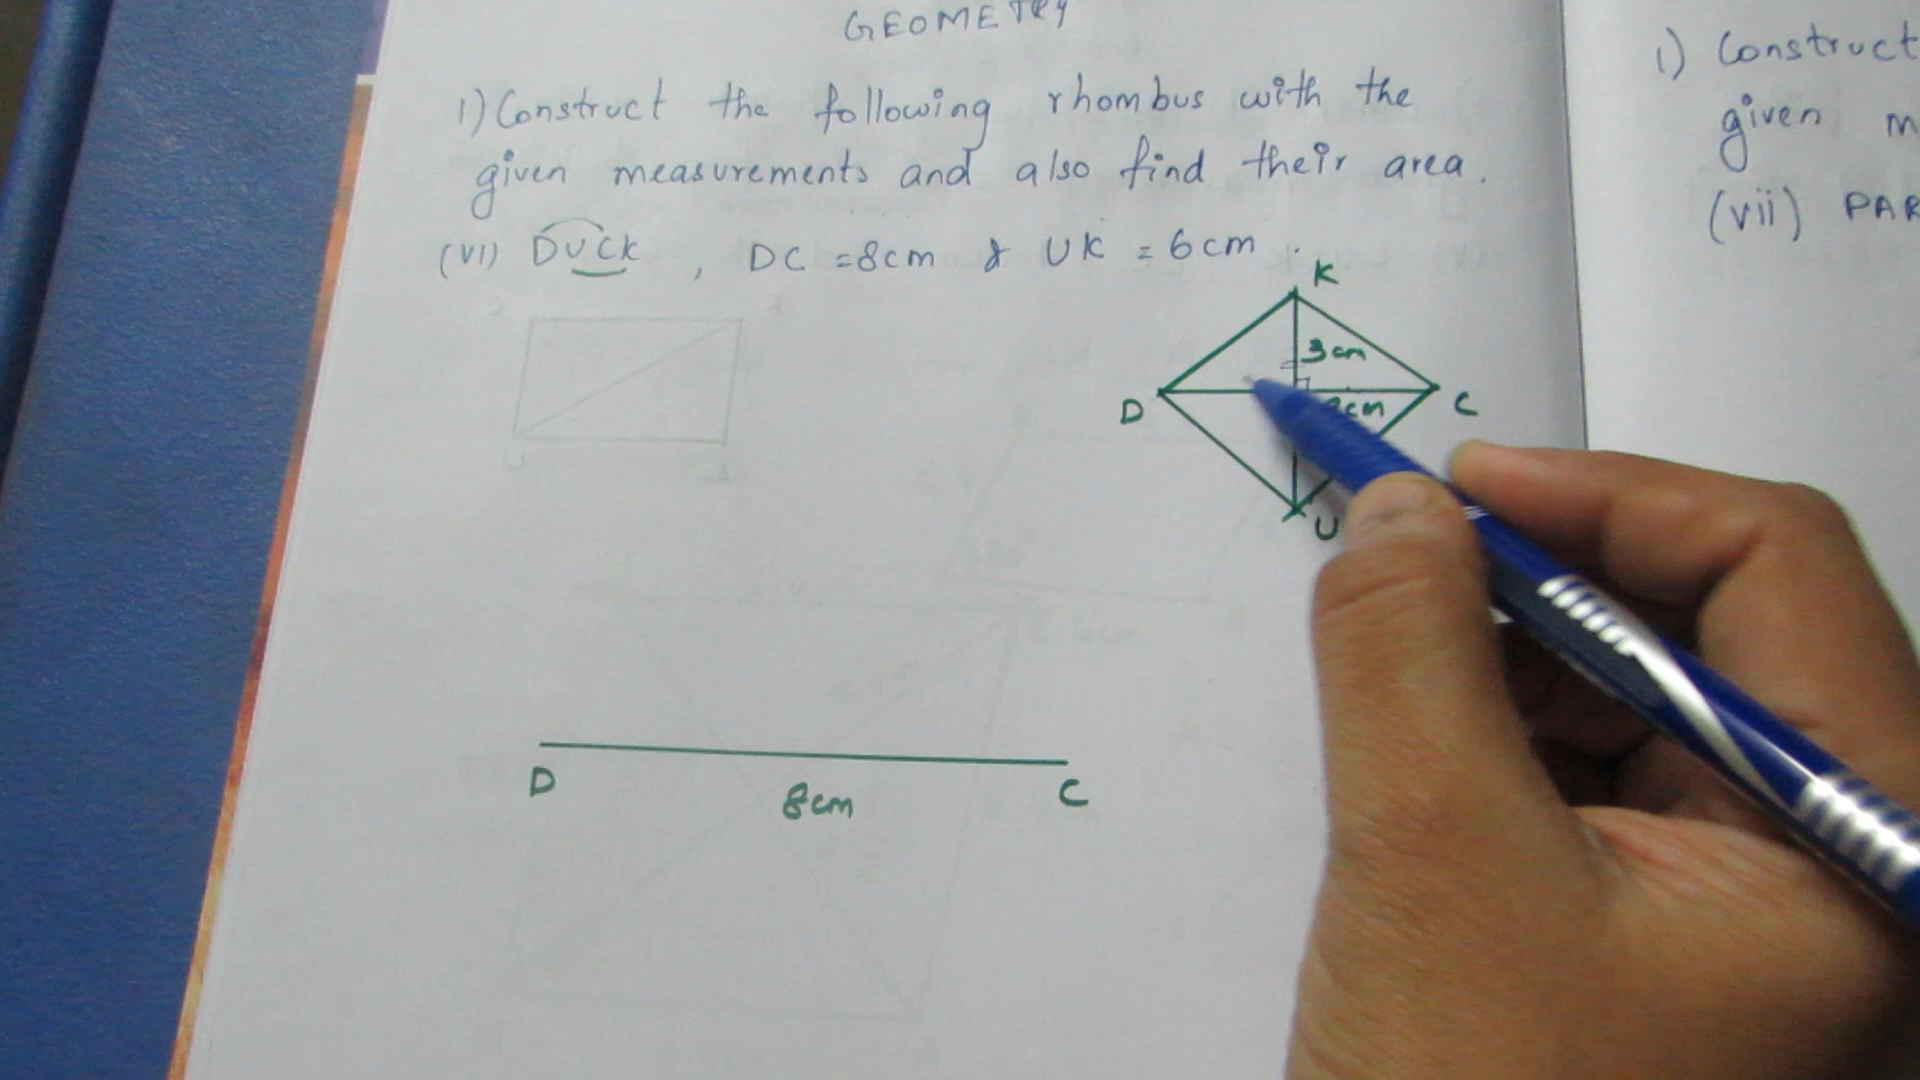 GEOMETRY
1) Construct the following rhombus with the
given measurements and also find their area.
(VI) DUCK, DC = 8cm & UK = 6cm.
K
3cm
D
C
U
D
8cm
C
1) Construct
given m
(vii) PAR